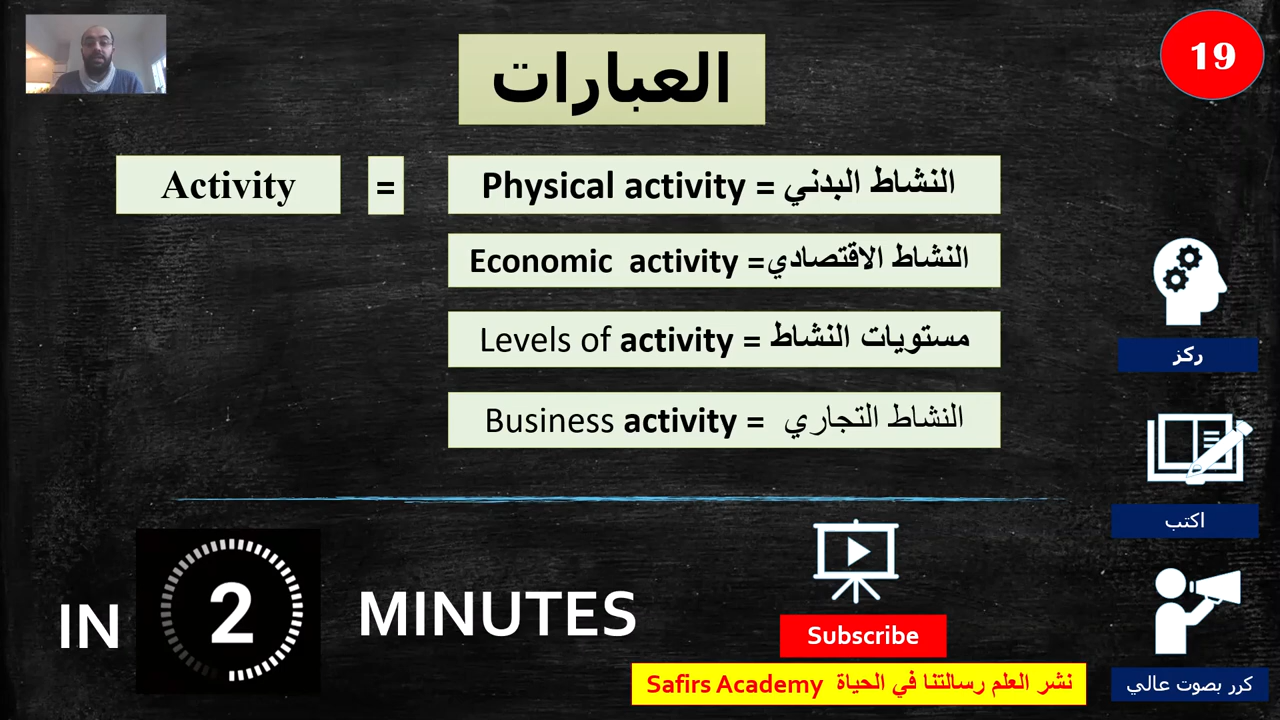 العبارات
19
Activity = Physical activity = النشاط البدني
Economic activity =النشاط الاقتصادي
Levels of activity = مستويات النشاط
Business activity = النشاط التجاري
ركز
اكتب
كرر بصوت عالي
IN 2 MINUTES
Subscribe
Safirs Academy نشر العلم رسالتنا في الحياة